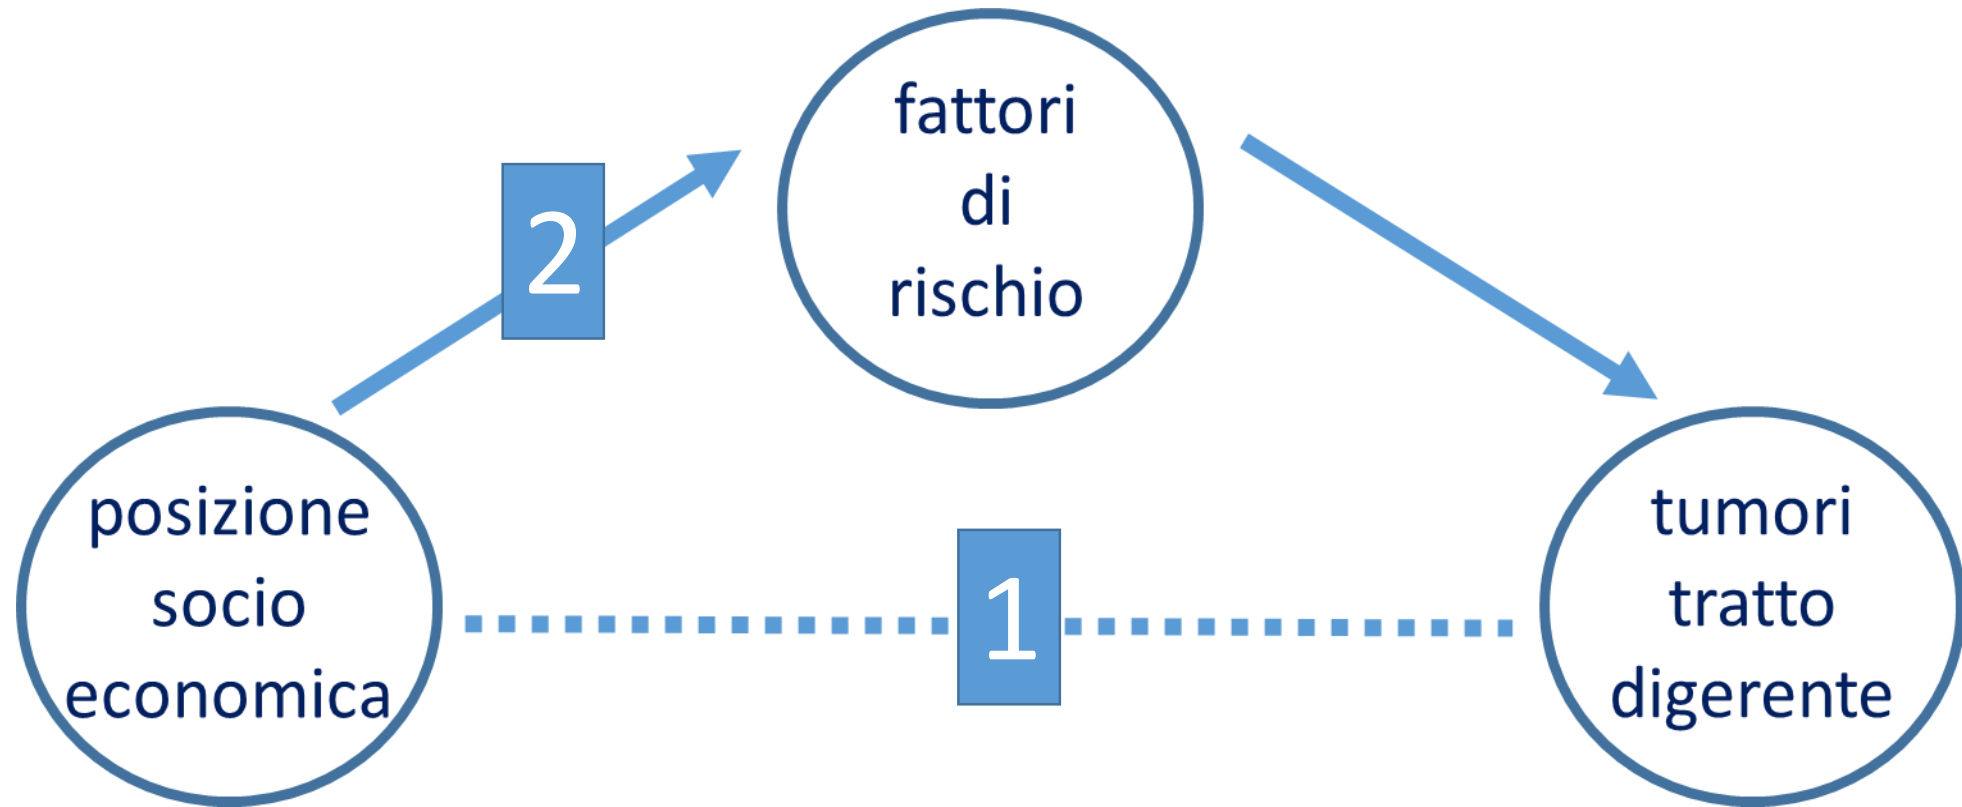 fattori
di
rischio
2
posizione
socio
economica
1
tumori
tratto
digerente